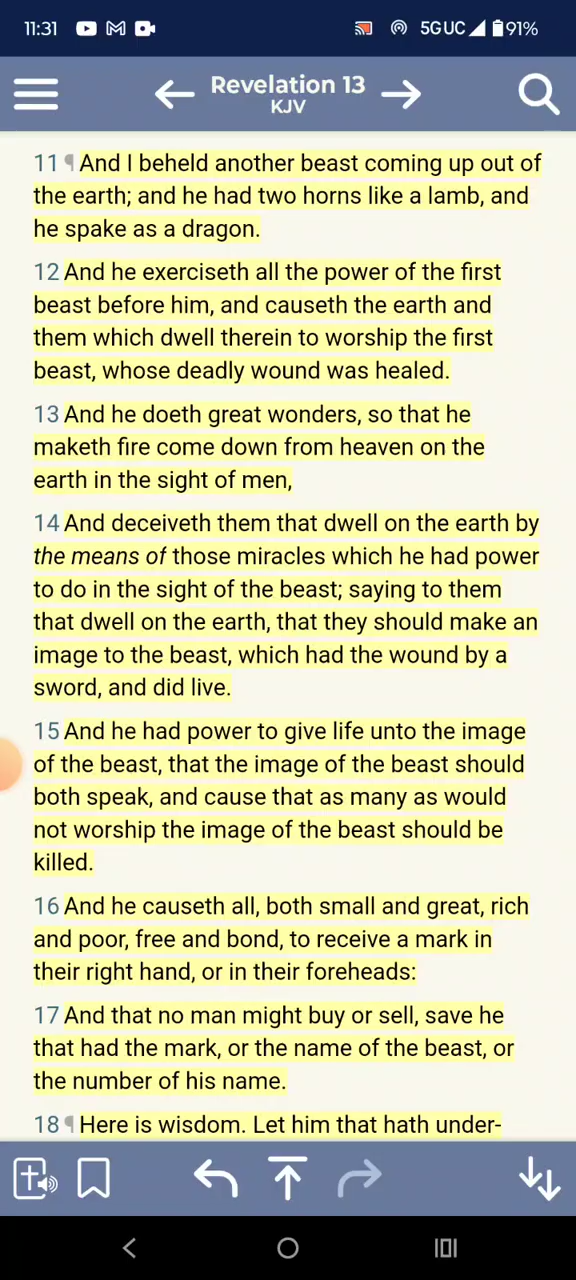 11:31 5G UC 91%
Revelation 13
KJV
11 ¶ And I beheld another beast coming up out of
the earth; and he had two horns like a lamb, and
he spake as a dragon.
12 And he exerciseth all the power of the first
beast before him, and causeth the earth and
them which dwell therein to worship the first
beast, whose deadly wound was healed.
13 And he doeth great wonders, so that he
maketh fire come down from heaven on the
earth in the sight of men,
14 And deceiveth them that dwell on the earth by
the means of those miracles which he had power
to do in the sight of the beast; saying to them
that dwell on the earth, that they should make an
image to the beast, which had the wound by a
sword, and did live.
15 And he had power to give life unto the image
of the beast, that the image of the beast should
both speak, and cause that as many as would
not worship the image of the beast should be
killed.
16 And he causeth all, both small and great, rich
and poor, free and bond, to receive a mark in
their right hand, or in their foreheads:
17 And that no man might buy or sell, save he
that had the mark, or the name of the beast, or
the number of his name.
18 ¶ Here is wisdom. Let him that hath under-